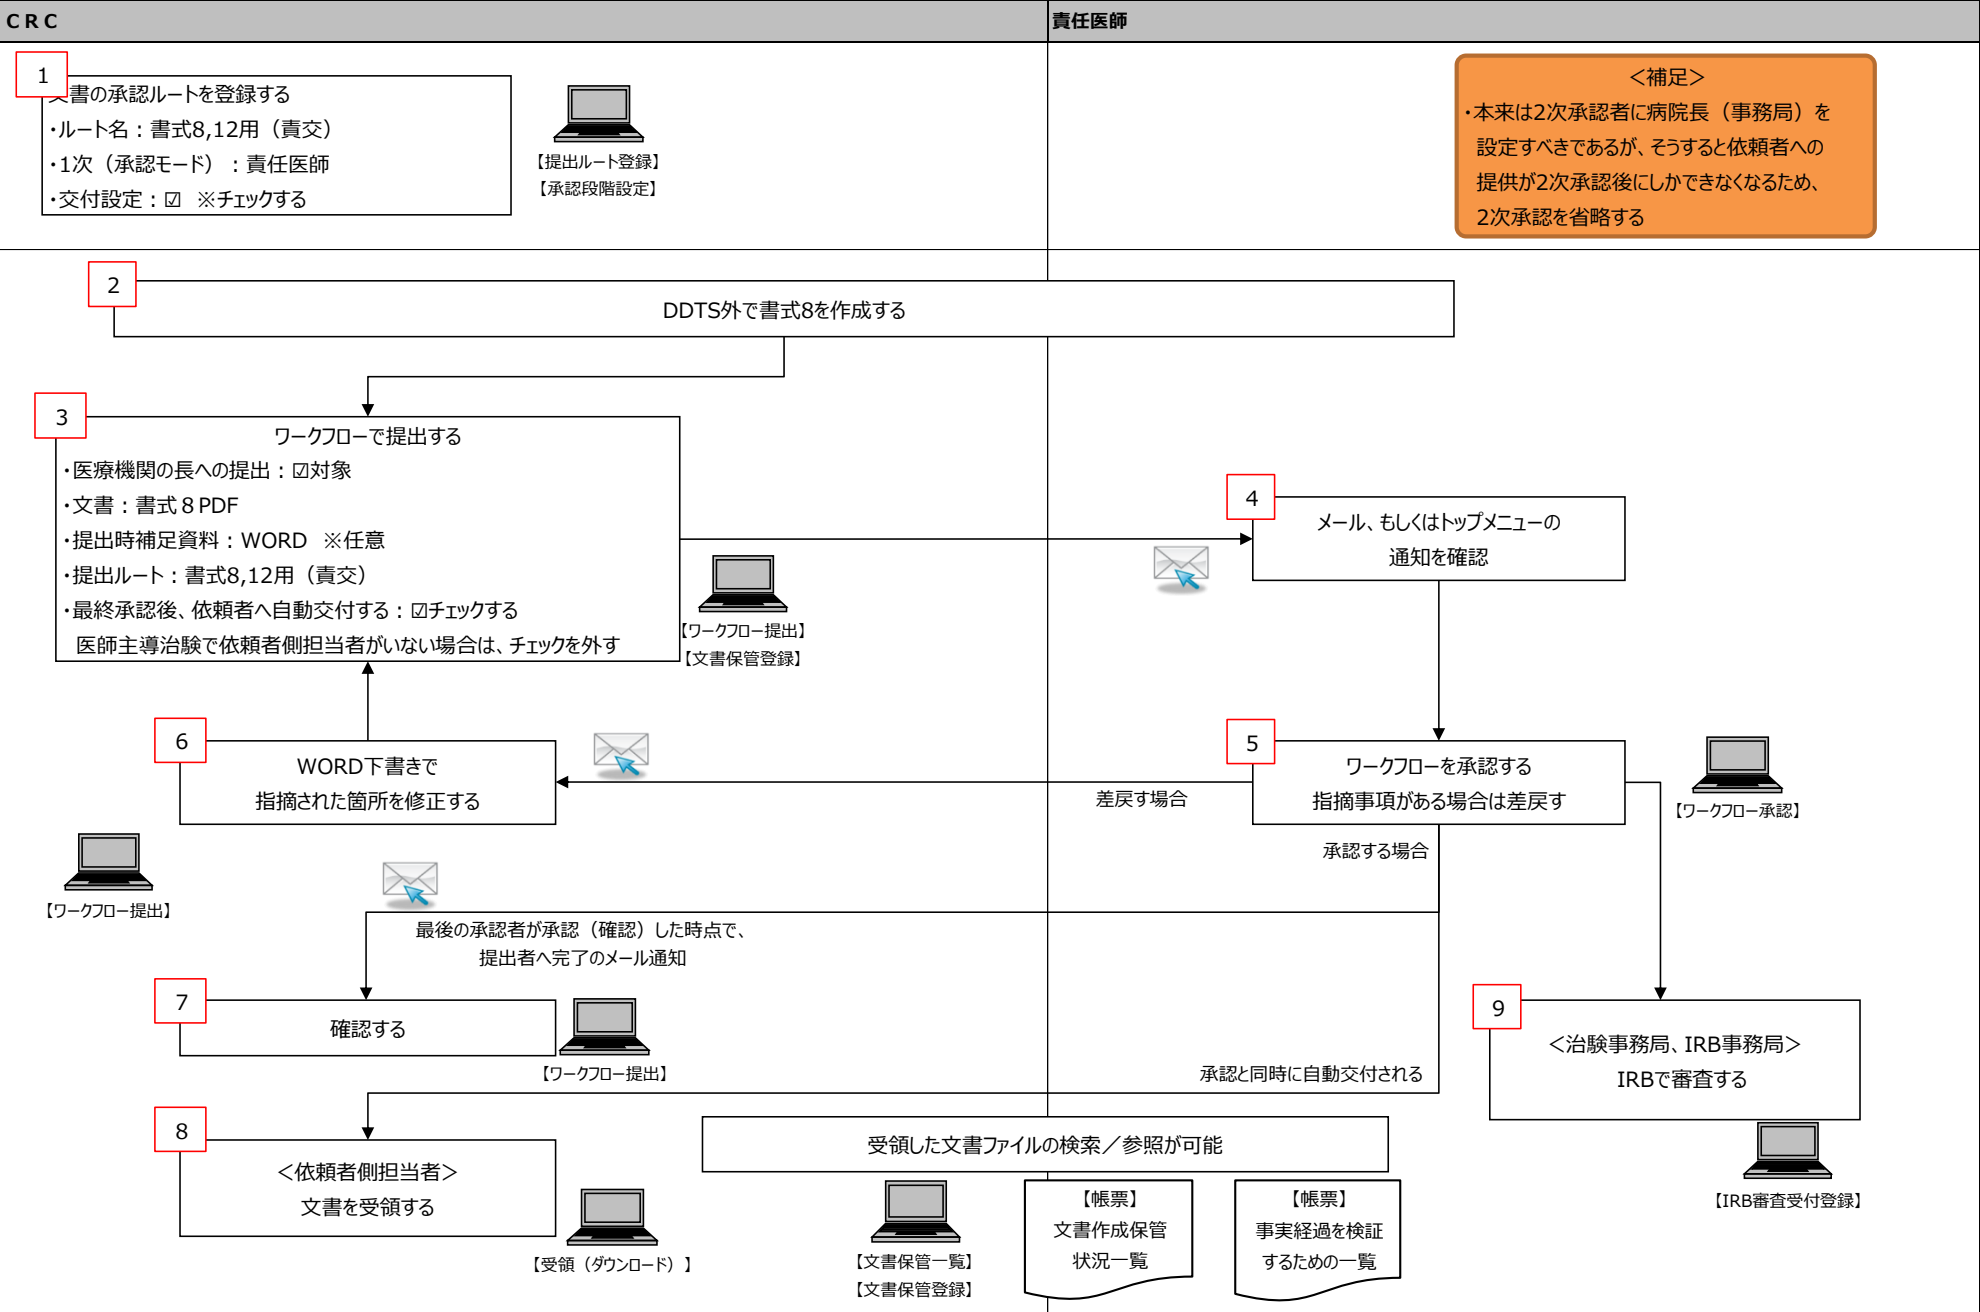 ＣＲＣ
責任医師
1
文書の承認ルートを登録する
・ルート名：書式8,12用（責交）
・1次（承認モード）：責任医師
・交付設定：☑ ※チェックする
【提出ルート登録】
【承認段階設定】
＜補足＞
・本来は2次承認者に病院長（事務局）を
設定すべきであるが、そうすると依頼者への
提供が2次承認後にしかできなくなるため、
2次承認を省略する
2
DDTS外で書式8を作成する
3
ワークフローで提出する
・医療機関の長への提出：☑対象
・文書：書式８PDF
・提出時補足資料：WORD ※任意
・提出ルート：書式8,12用（責交）
・最終承認後、依頼者へ自動交付する：☑チェックする
医師主導治験で依頼者側担当者がいない場合は、チェックを外す
【ワークフロー提出】
【文書保管登録】
4
メール、もしくはトップメニューの
通知を確認
5
ワークフローを承認する
指摘事項がある場合は差戻す
【ワークフロー承認】
差戻す場合
承認する場合
6
WORD下書きで
指摘された箇所を修正する
【ワークフロー提出】
最後の承認者が承認（確認）した時点で、
提出者へ完了のメール通知
7
確認する
【ワークフロー提出】
承認と同時に自動交付される
9
＜治験事務局、IRB事務局＞
IRBで審査する
【IRB審査受付登録】
8
＜依頼者側担当者＞
文書を受領する
【受領（ダウンロード）】
受領した文書ファイルの検索／参照が可能
【文書保管一覧】
【文書保管登録】
【帳票】
文書作成保管
状況一覧
【帳票】
事実経過を検証
するための一覧